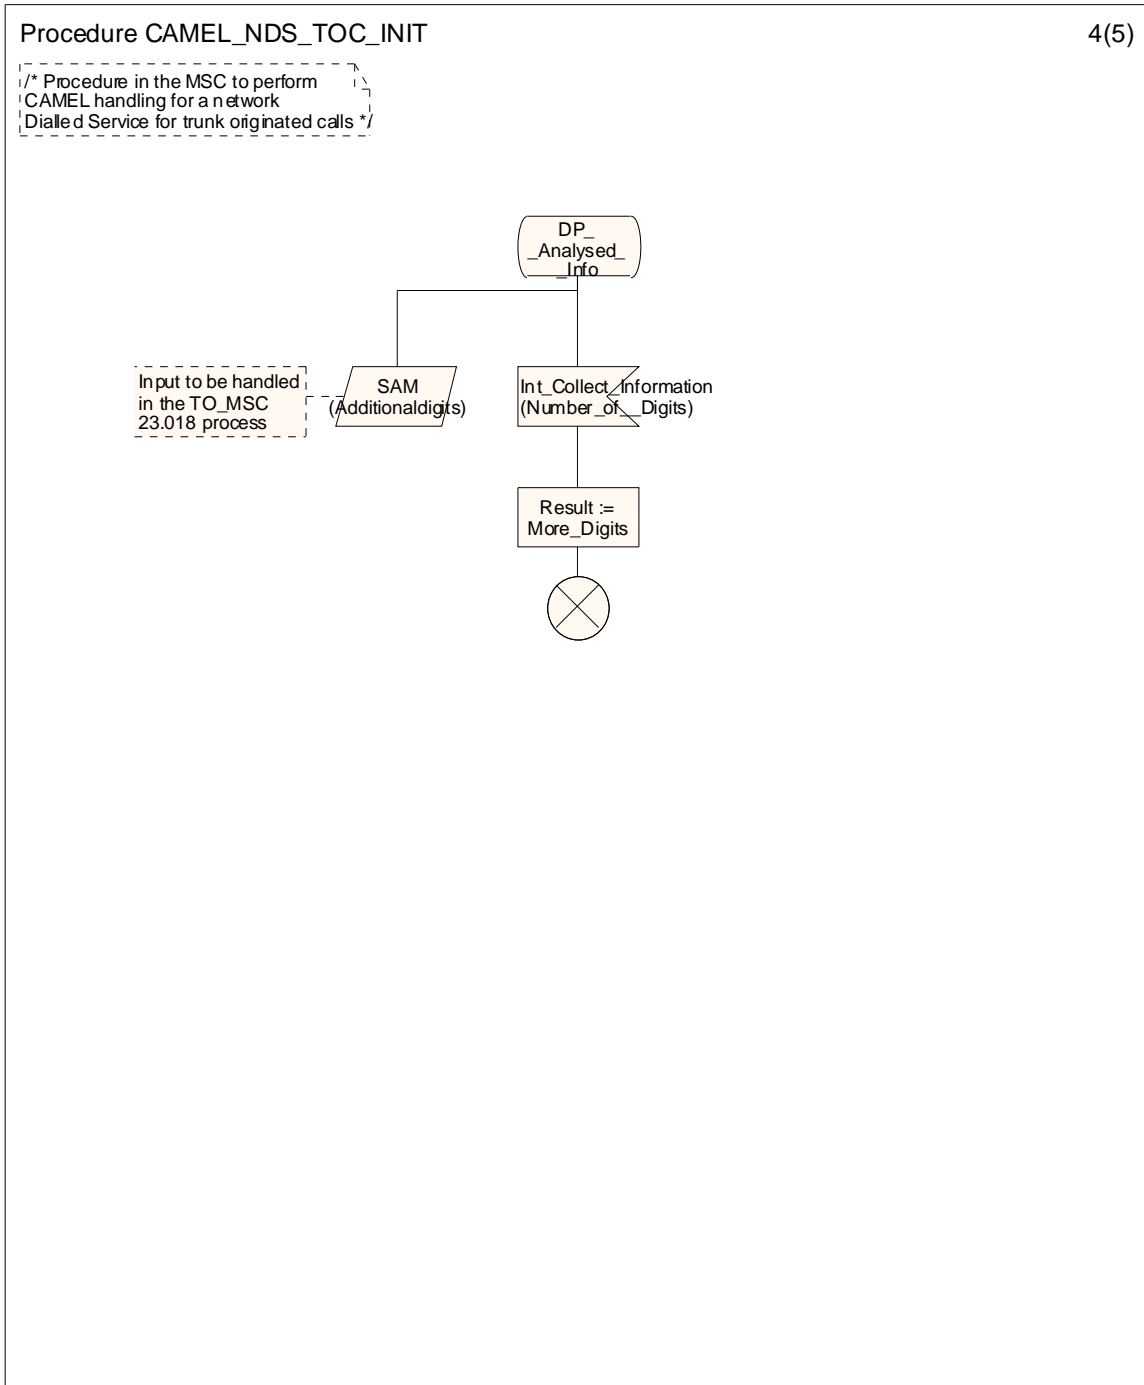 Procedure CAMEL_NDS_TOC_INIT
4(5)
/* Procedure in the MSC to perform
CAMEL handling for a network
Dialled Service for trunk originated calls */
DP_
_Analysed_
_Info
Input to be handled
in the TO_MSC
23.018 process
SAM
(Additionaldigits)
Int_Collect_Information
(Number_of__Digits)
Result :=
More_Digits